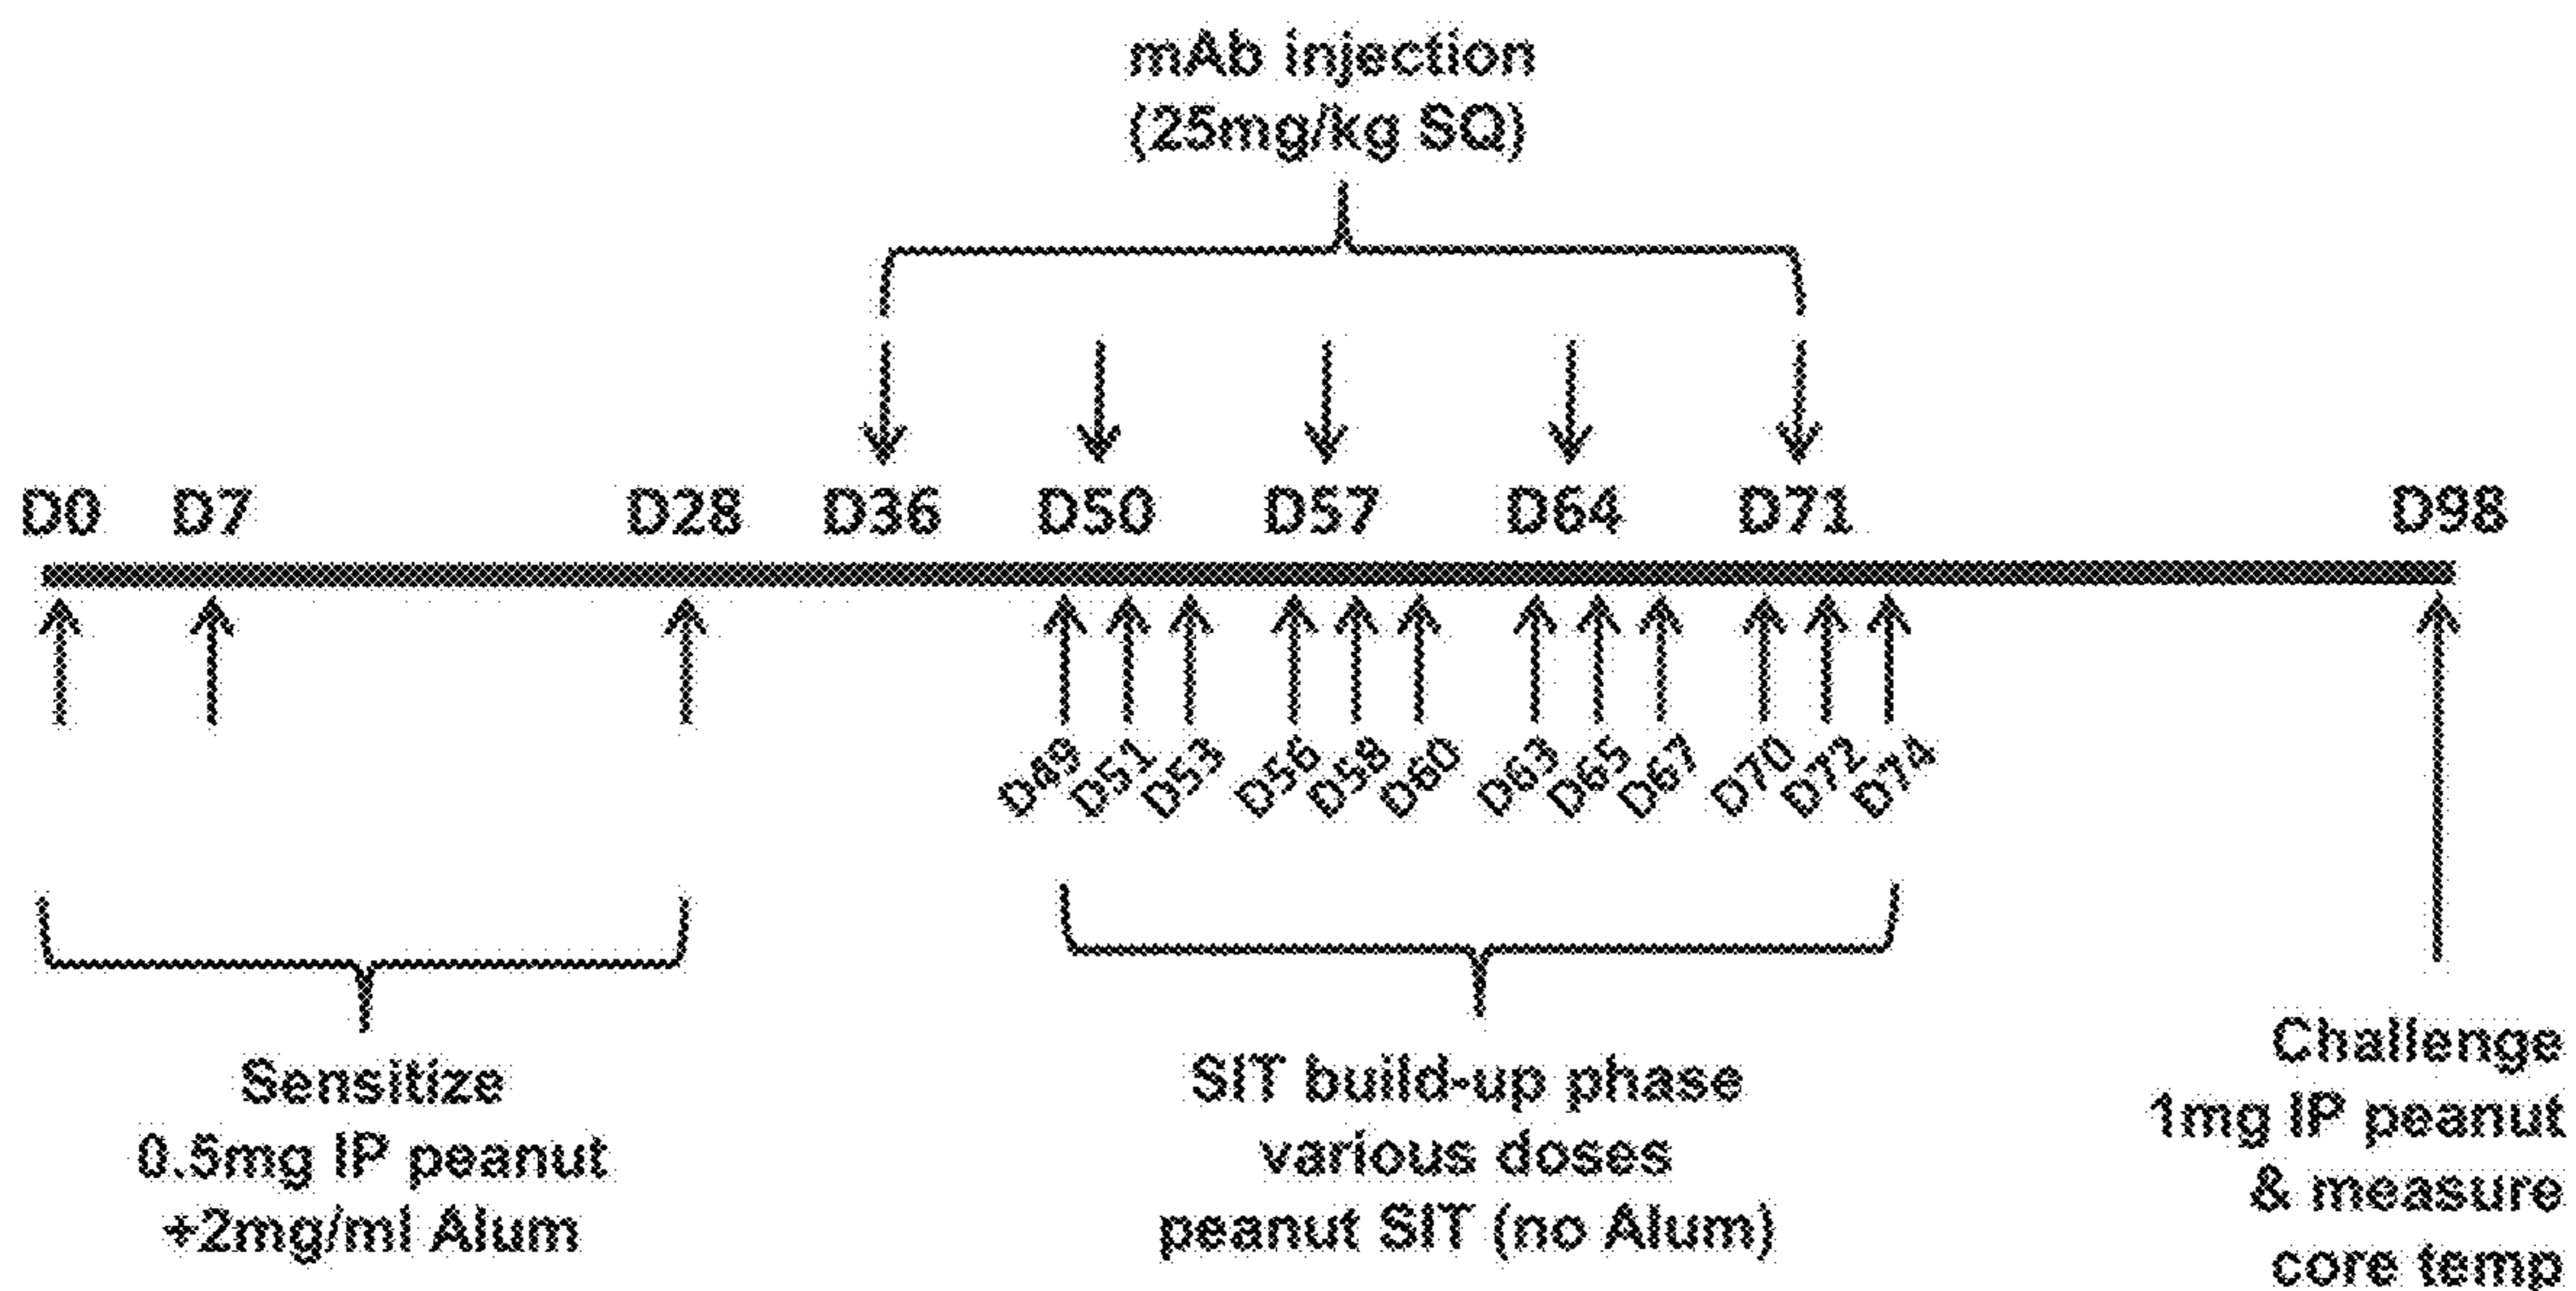 mAb injection
(25mg/kg SQ)
D0 D7 D28 D36 D50 D57 D64 D71 D98
D49 D51 D53 D56 D58 D60 D63 D65 D67 D70 D72 D74
Sensitize
0.5mg IP peanut
+2mg/ml Alum
SIT build-up phase
various doses
peanut SIT (no Alum)
Challenge
1mg IP peanut
& measure
core temp